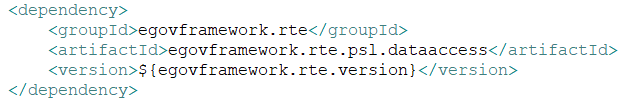 <dependency>
    <groupId>egovframework.rte</groupId>
    <artifactId>egovframework.rte.psl.dataaccess</artifactId>
    <version>${egovframework.rte.version}</version>
</dependency>